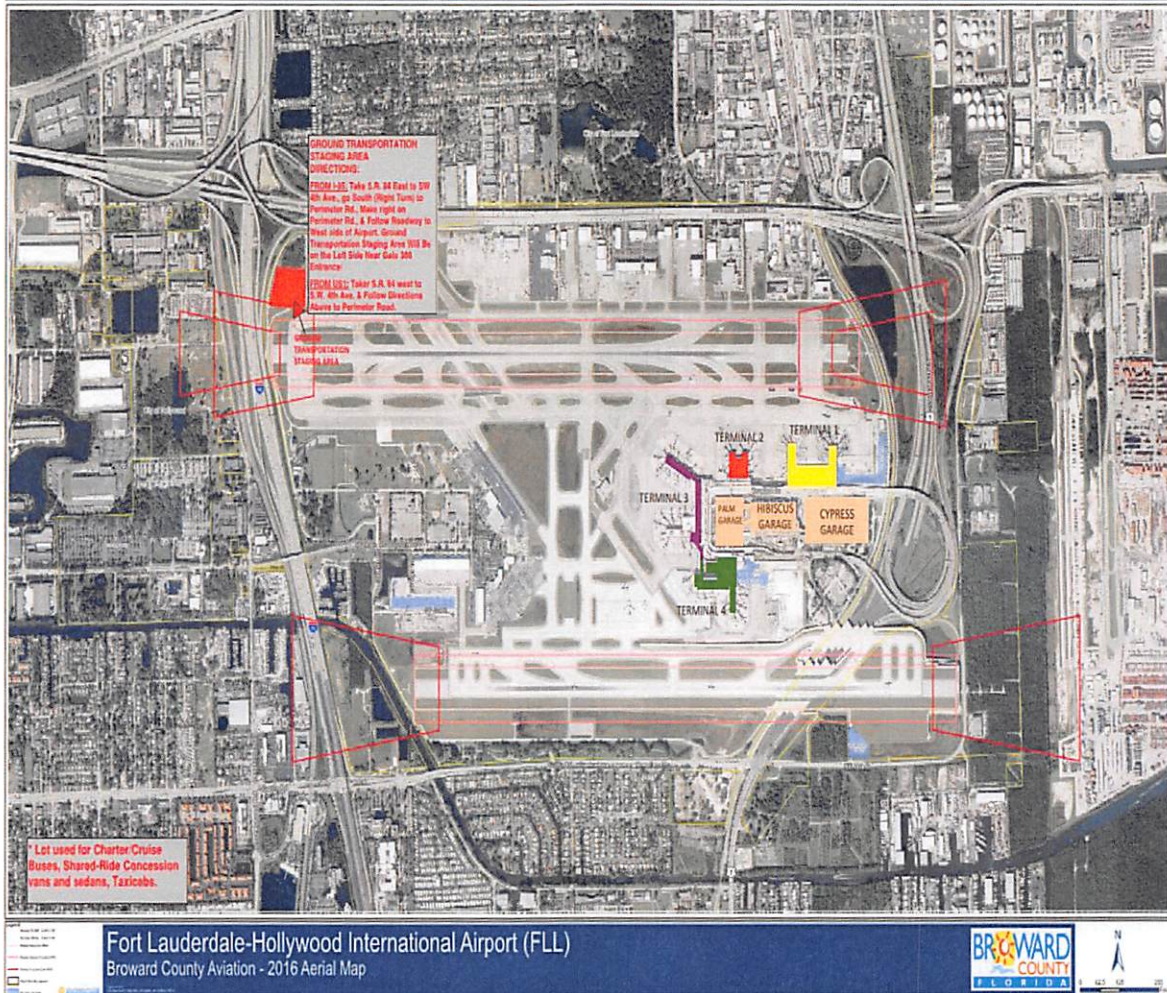 GROUND TRANSPORTATION
STAGING AREA
DIRECTIONS:
FROM I-95: Take S.R. 84 East to SW
4th Ave., go South (Right Turn) to
Perimeter Rd., Make right on
Perimeter Rd., & Follow Roadway to
West side of Airport. Ground
Transportation Staging Area Will Be
on the Left Side Near Gate
Entrance
FROM US1: Taker S.R. 84 west to
S.W. 4th Ave. & Follow Directions
Above to Perimeter Road.
GROUND
TRANSPORTATION
STAGING AREA
TERMINAL 1
TERMINAL 2
TERMINAL 3
PALM
GARAGE
HIBISCUS
GARAGE
CYPRESS
GARAGE
TERMINAL 4
* Lot used for Charter/Cruise
Buses, Shared-Ride Concession
vans and sedans, Taxicabs.
Fort Lauderdale-Hollywood International Airport (FLL)
Broward County Aviation - 2016 Aerial Map
BROWARD
COUNTY
FLORIDA
N